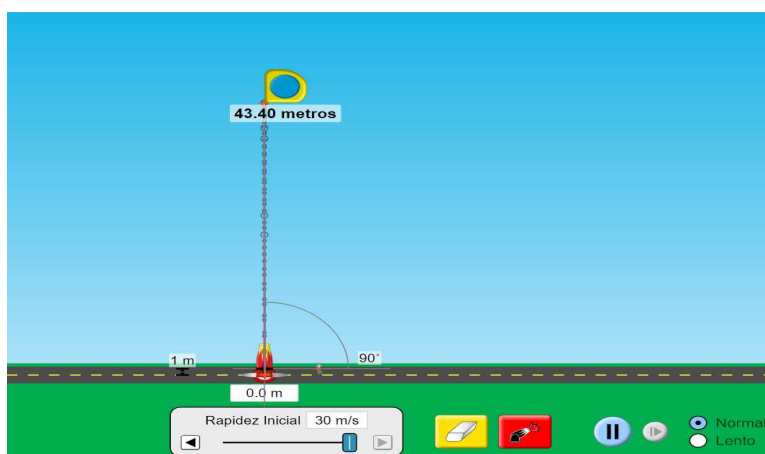 43.40 metros
90°
1 m
0.0 m
Rapidez Inicial 30 m/s
Normal
Lento